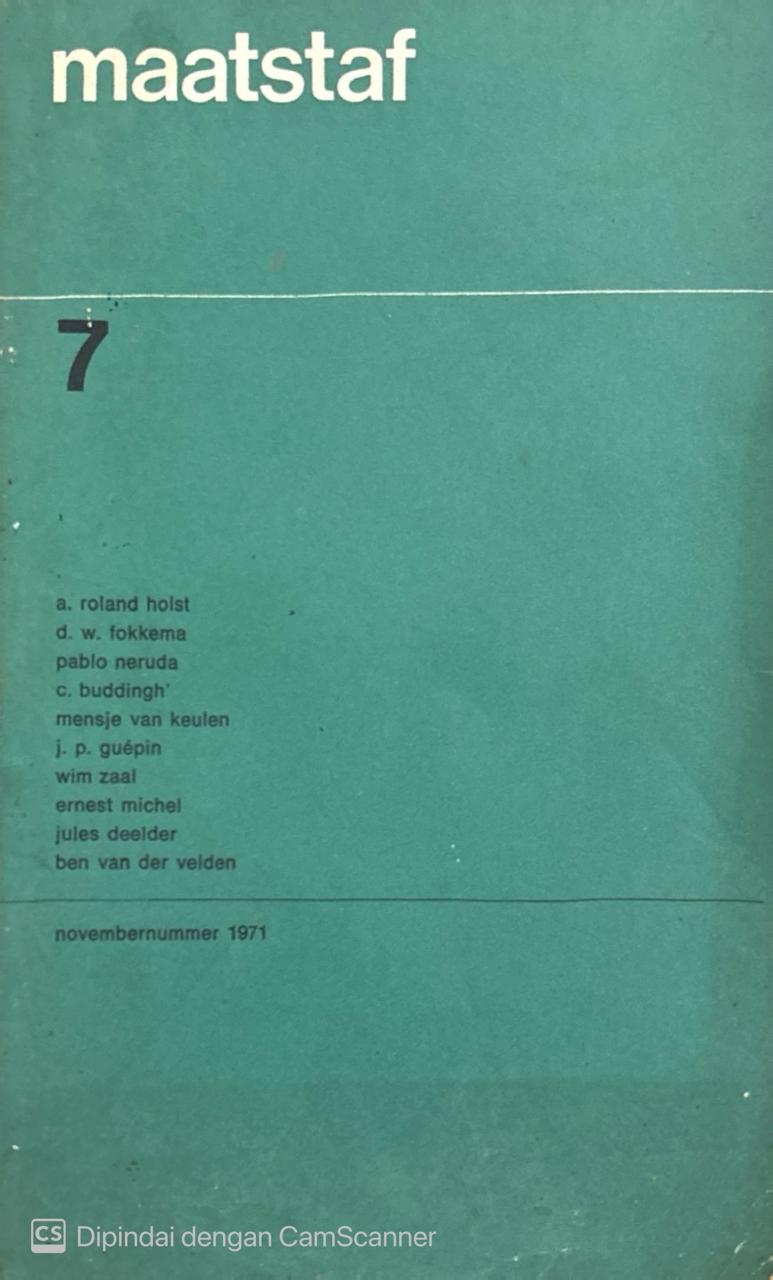 maatstaf
7
a. roland holst
d. w. fokkema
pablo neruda
c. buddingh'
mensje van keulen
j. p. guépin
wim zaal
ernest michel
jules deelder
ben van der velden
novembernummer 1971
CS Dipindai dengan CamScanner